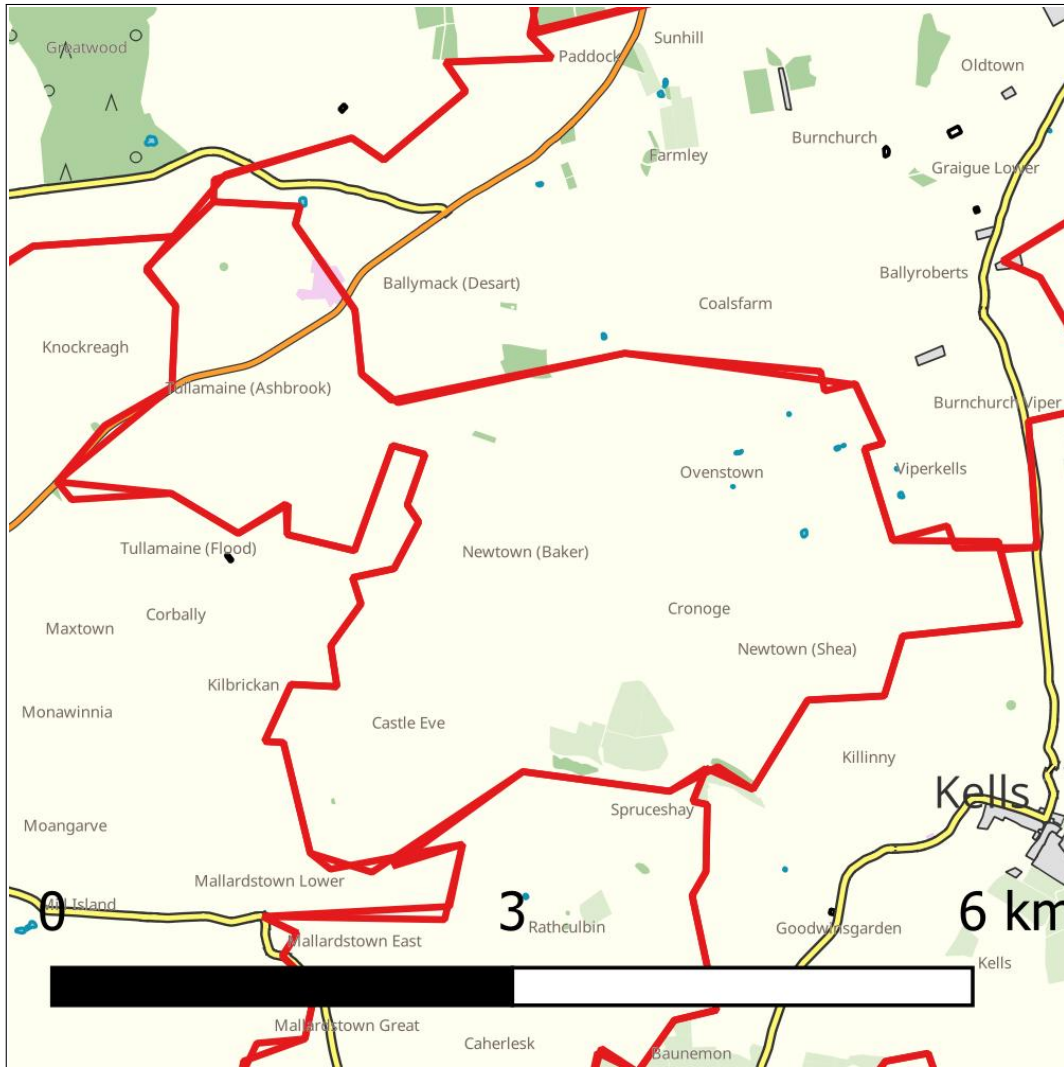 Sunhill
Greatwood
Paddock
Oldtown
Burnchurch
Farmley
Graigue Lower
Ballyroberts
Ballymack (Desart)
Coalsfarm
Knockreagh
Tullamaine (Ashbrook)
Burnchurch Viper
Ovenstown
Viperkells
Tullamaine (Flood)
Newtown (Baker)
Cronoge
Corbally
Maxtown
Newtown (Shea)
Kilbrickan
Monawinnia
Castle Eve
Killinny
Kells
Spruceshay
Moangarve
Mallardstown Lower
Island
0
3
6 km
Ratheulbin
Goodwinsgarden
Mallardstown East
Kells
Mallardstown Great
Caherlesk
Baunemon